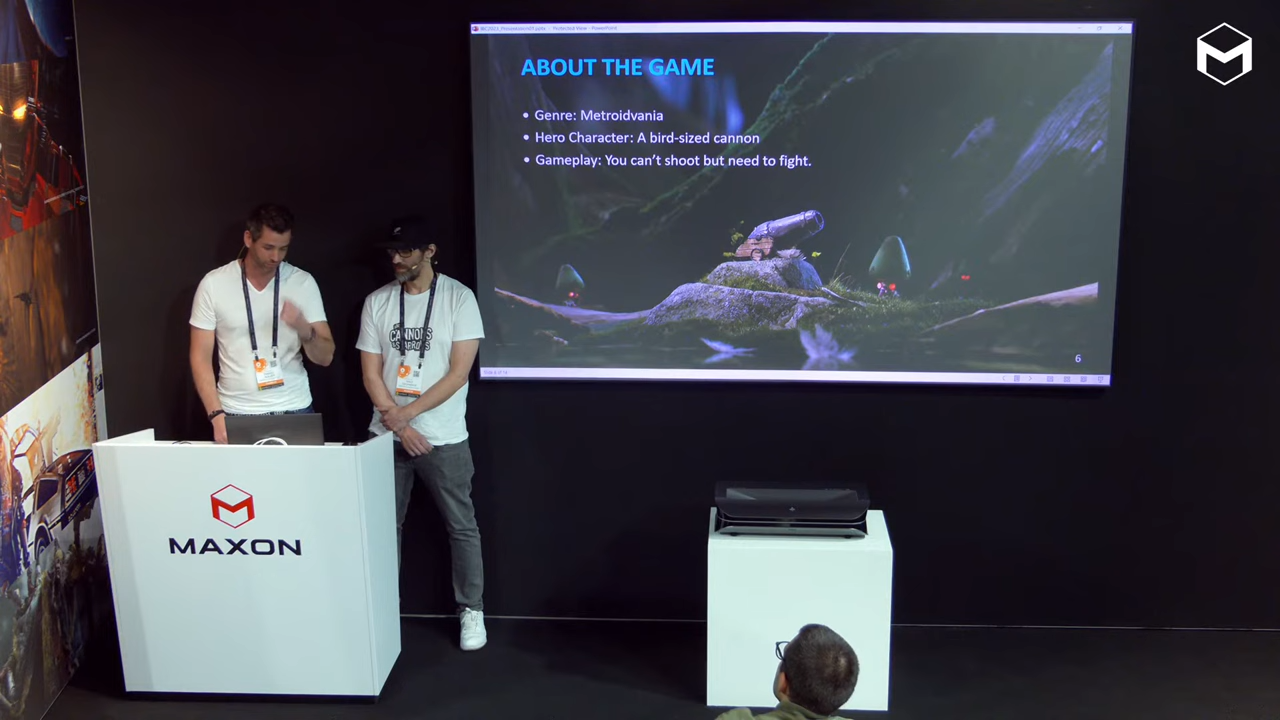 ABOUT THE GAME
• Genre: Metroidvania
• Hero Character: A bird-sized cannon
• Gameplay: You can't shoot but need to fight.
6
CANNONS
MAXON